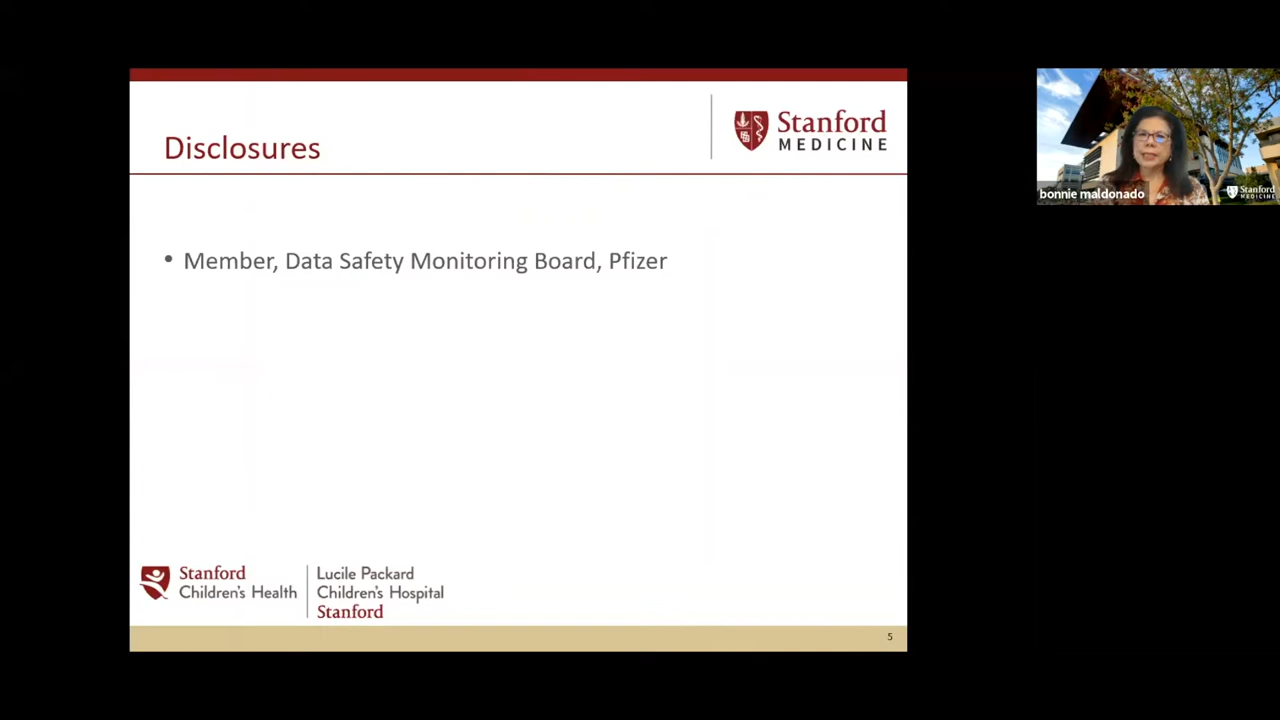 Disclosures
Stanford
MEDICINE
• Member, Data Safety Monitoring Board, Pfizer
Stanford
Children's Health
Lucile Packard
Children's Hospital
Stanford
5
bonnie maldonado
Stanford
MEDICINE